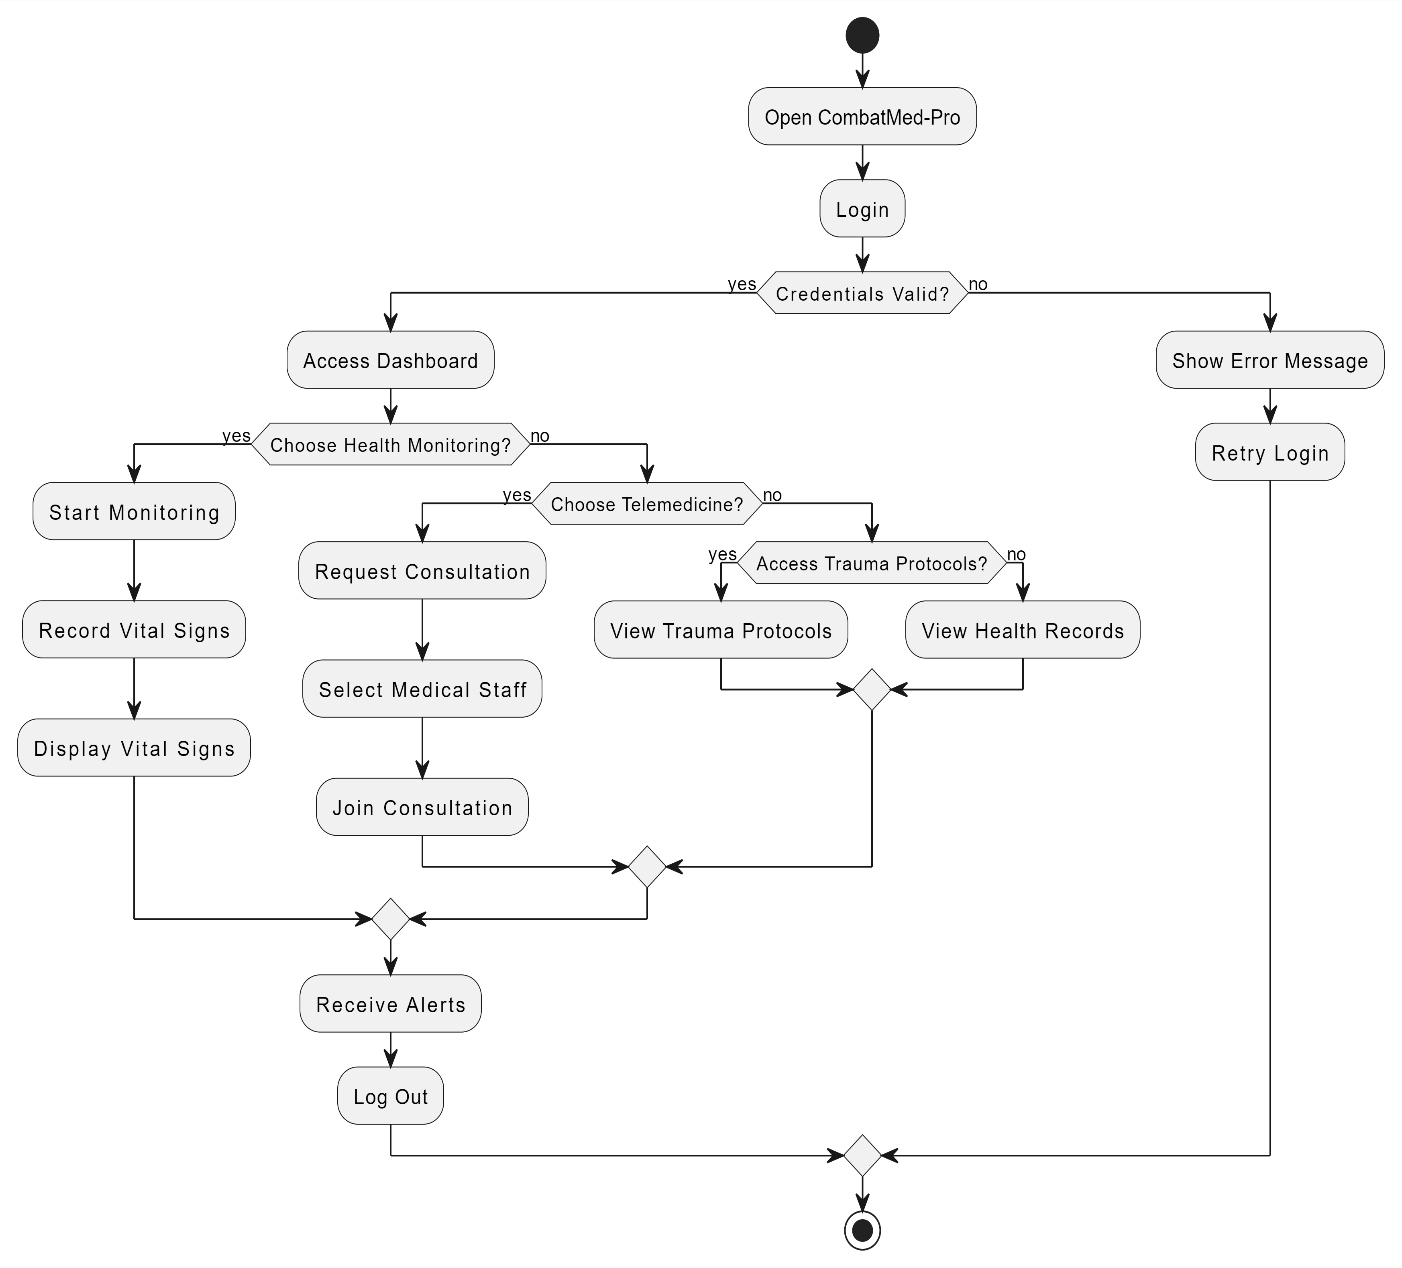 Open CombatMed-Pro
Login
yes
Credentials Valid?
no
Access Dashboard
Show Error Message
yes
Choose Health Monitoring?
no
Retry Login
Start Monitoring
yes
Choose Telemedicine?
no
Request Consultation
yes
Access Trauma Protocols?
no
Record Vital Signs
View Trauma Protocols
View Health Records
Select Medical Staff
Display Vital Signs
Join Consultation
Receive Alerts
Log Out